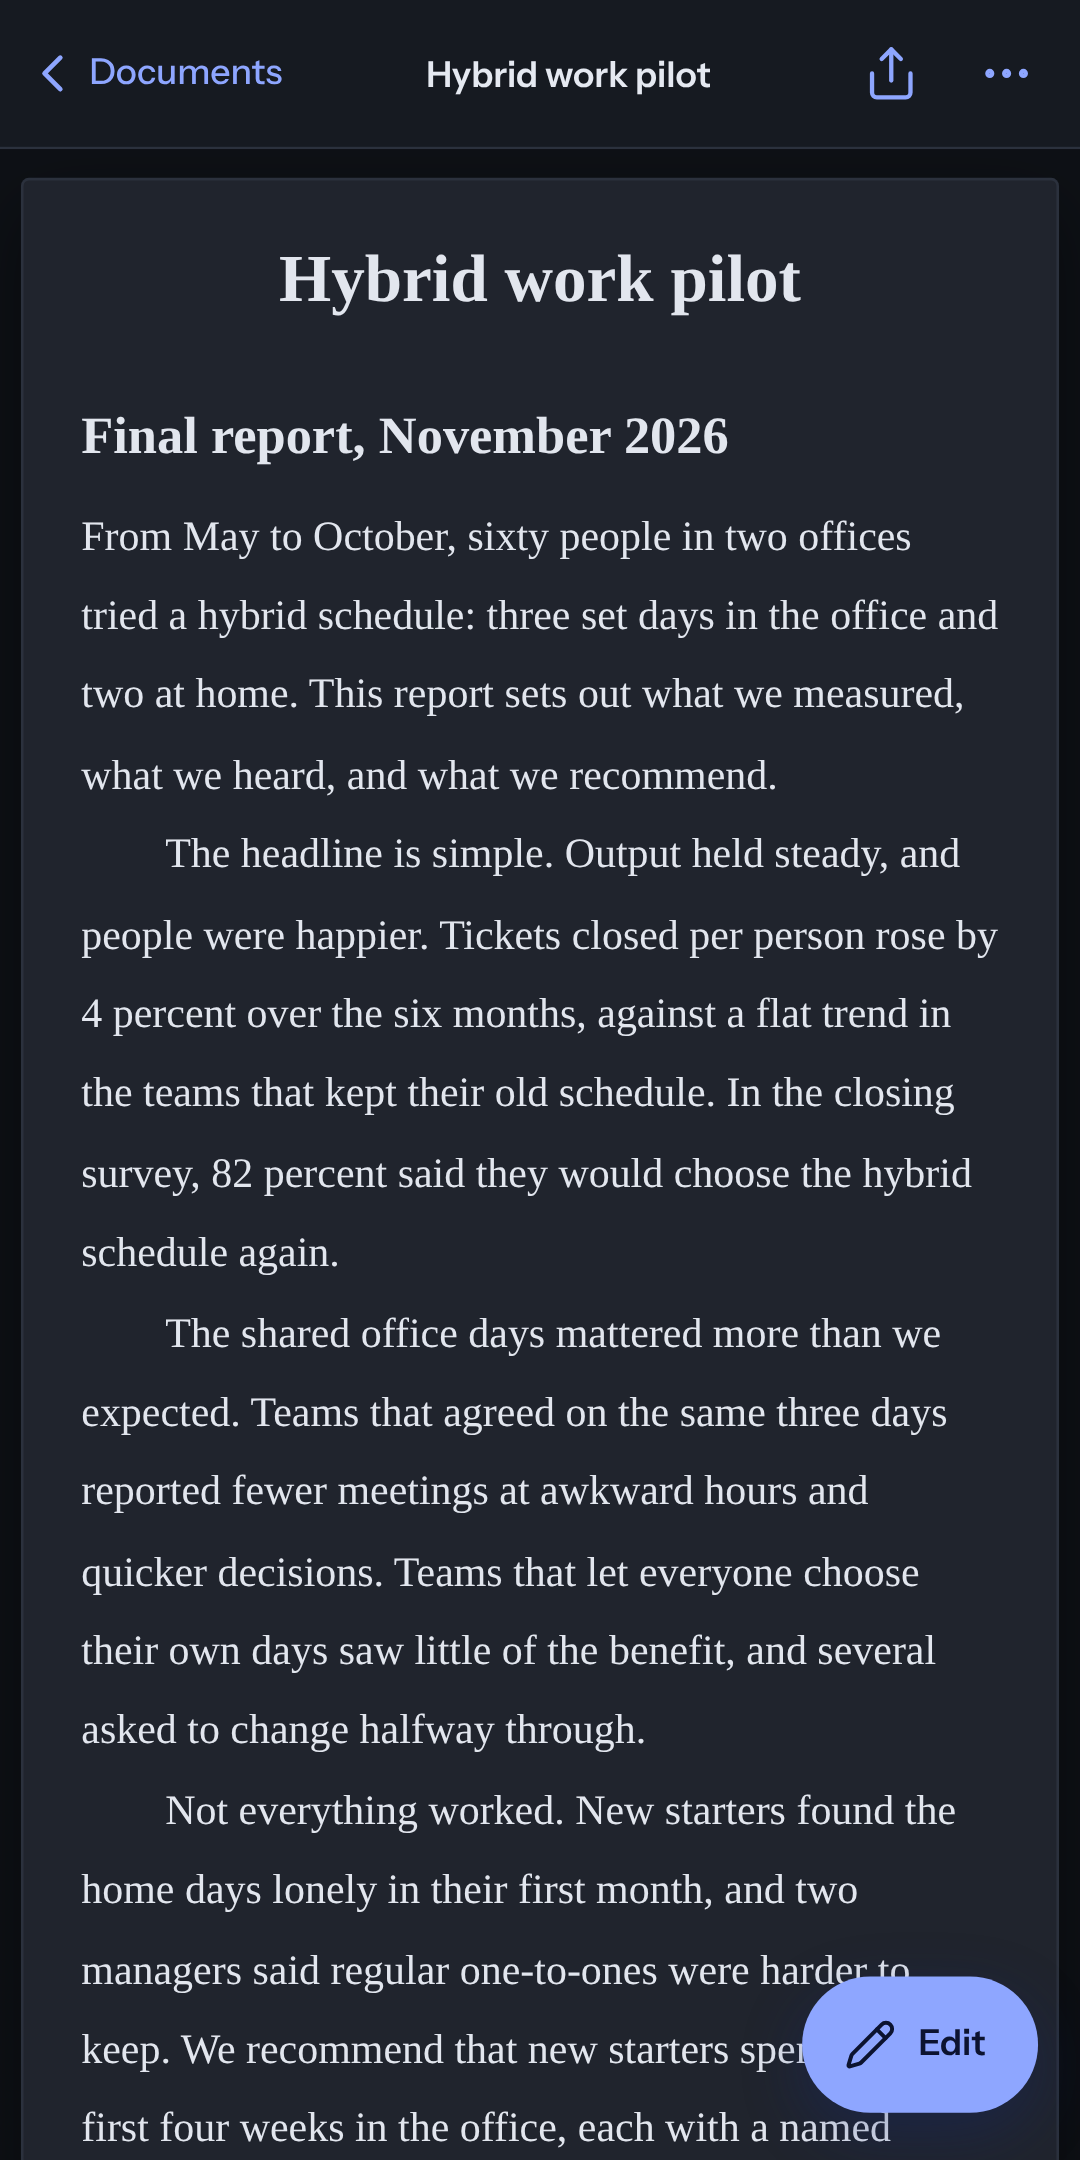 Documents
Hybrid work pilot
Hybrid work pilot
Final report, November 2026
From May to October, sixty people in two offices
tried a hybrid schedule: three set days in the office and
two at home. This report sets out what we measured,
what we heard, and what we recommend.
The headline is simple. Output held steady, and
people were happier. Tickets closed per person rose by
4 percent over the six months, against a flat trend in
the teams that kept their old schedule. In the closing
survey, 82 percent said they would choose the hybrid
schedule again.
The shared office days mattered more than we
expected. Teams that agreed on the same three days
reported fewer meetings at awkward hours and
quicker decisions. Teams that let everyone choose
their own days saw little of the benefit, and several
asked to change halfway through.
Not everything worked. New starters found the
home days lonely in their first month, and two
managers said regular one-to-ones were harder to
keep. We recommend that new starters
first four weeks in the office, each with a named
Edit